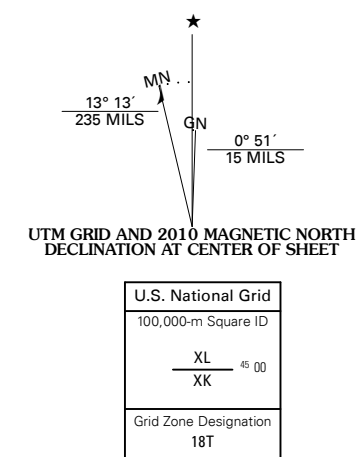 ★
MN
13° 13´
235 MILS
GN
0° 51´
15 MILS
UTM GRID AND 2010 MAGNETIC NORTH
DECLINATION AT CENTER OF SHEET
U.S. National Grid
100,000-m Square ID
XL
45 00
XK
Grid Zone Designation
18T